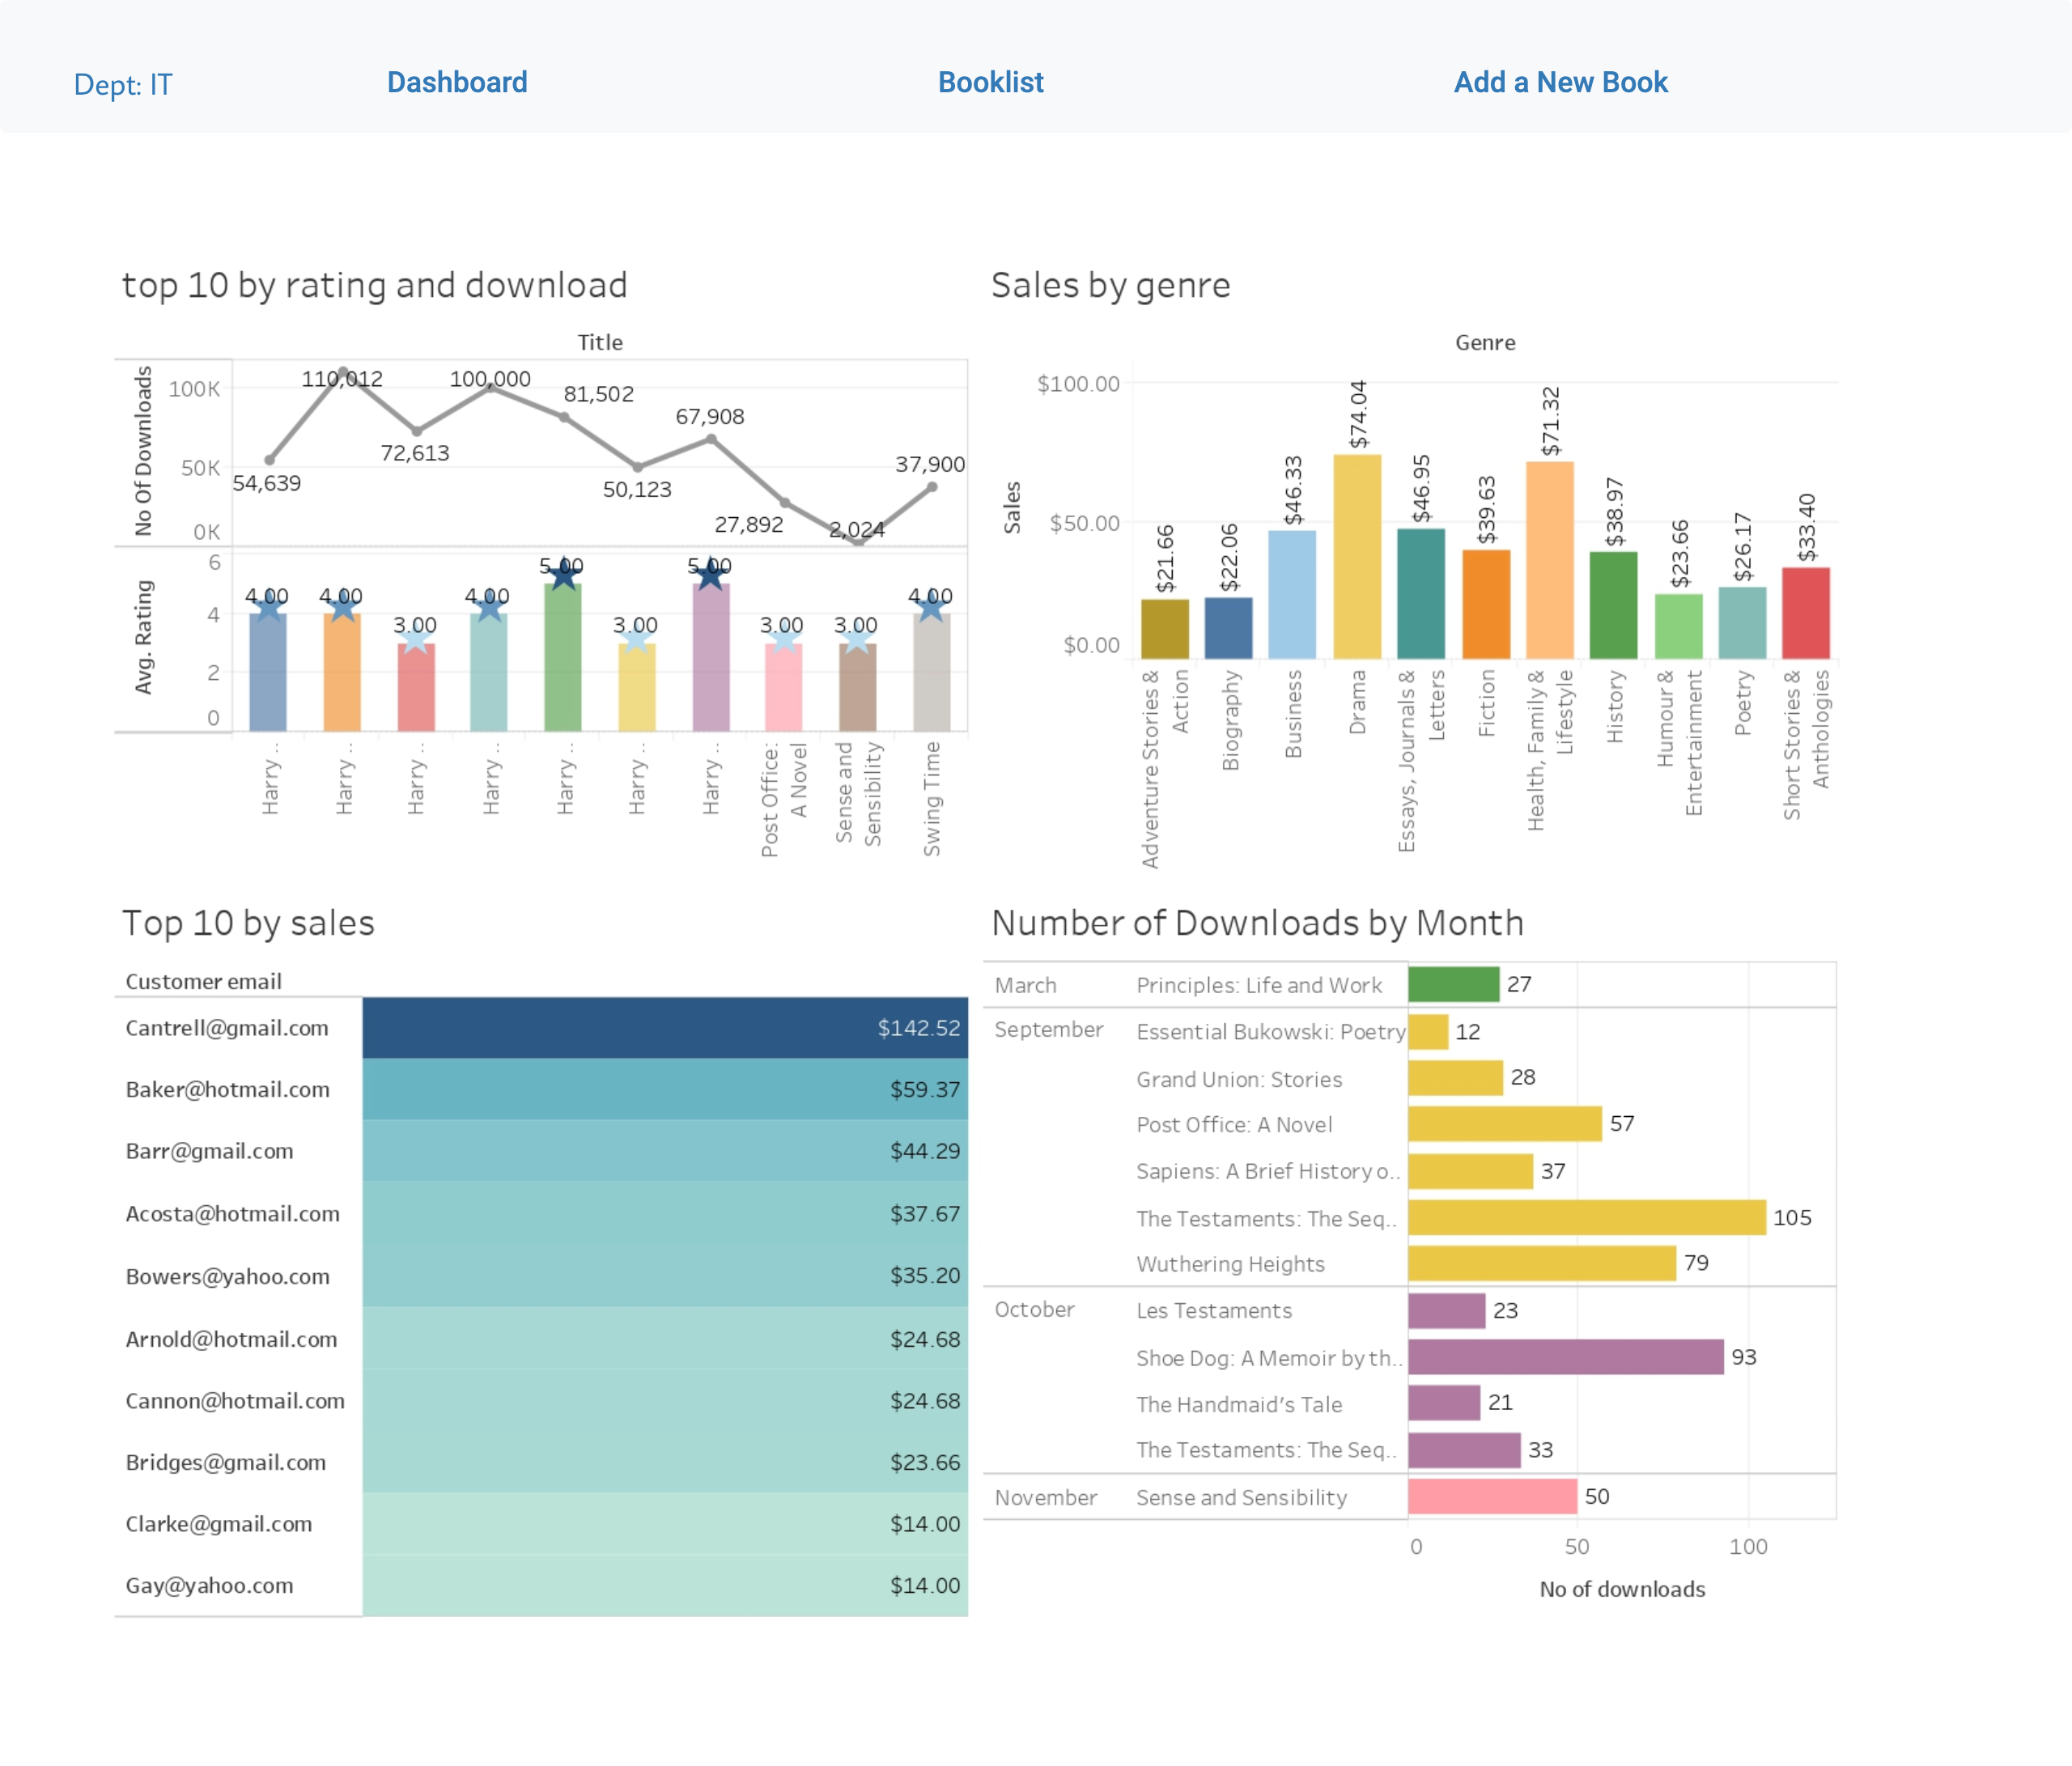 Dept: IT
Dashboard
Booklist
Add a New Book
top 10 by rating and download
Title
No Of Downloads
100K
50K
0K
54,639
110,012
72,613
100,000
81,502
50,123
67,908
27,892
2,024
37,900
Avg. Rating
6
4
2
0
4.00
4.00
3.00
4.00
5.00
3.00
5.00
3.00
3.00
4.00
Harry ..
Harry ..
Harry ..
Harry ..
Harry ..
Harry ..
Harry ..
Post Office:
A Novel
Sense and
Sensibility
Swing Time
Sales by genre
Genre
Sales
$100.00
$50.00
$0.00
$21.66
$22.06
$46.33
$74.04
$46.95
$39.63
$71.32
$38.97
$23.66
$26.17
$33.40
Adventure Stories &
Action
Biography
Business
Drama
Essays, Journals &
Letters
Fiction
Health, Family &
Lifestyle
History
Humour &
Entertainment
Poetry
Short Stories &
Anthologies
Top 10 by sales
Customer email
Cantrell@gmail.com $142.52
Baker@hotmail.com $59.37
Barr@gmail.com $44.29
Acosta@hotmail.com $37.67
Bowers@yahoo.com $35.20
Arnold@hotmail.com $24.68
Cannon@hotmail.com $24.68
Bridges@gmail.com $23.66
Clarke@gmail.com $14.00
Gay@yahoo.com $14.00
Number of Downloads by Month
March Principles: Life and Work 27
September Essential Bukowski: Poetry 12
Grand Union: Stories 28
Post Office: A Novel 57
Sapiens: A Brief History o.. 37
The Testaments: The Seq.. 105
Wuthering Heights 79
October Les Testaments 23
Shoe Dog: A Memoir by th.. 93
The Handmaid's Tale 21
The Testaments: The Seq.. 33
November Sense and Sensibility 50
0 50 100
No of downloads